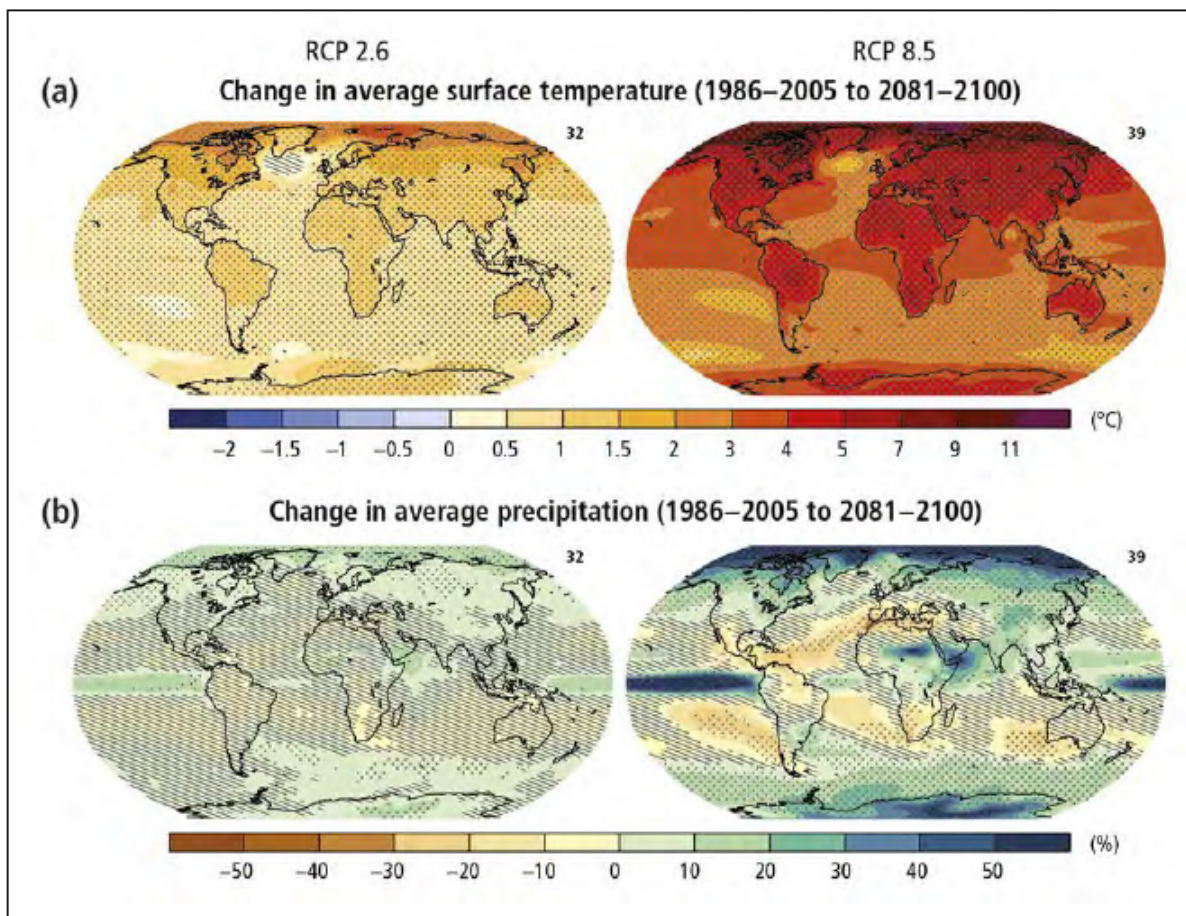 RCP 2.6 RCP 8.5
(a) Change in average surface temperature (1986–2005 to 2081–2100)
32 39
(°C)
−2 −1.5 −1 −0.5 0 0.5 1 1.5 2 3 4 5 7 9 11
(b) Change in average precipitation (1986–2005 to 2081–2100)
32 39
(%)
−50 −40 −30 −20 −10 0 10 20 30 40 50